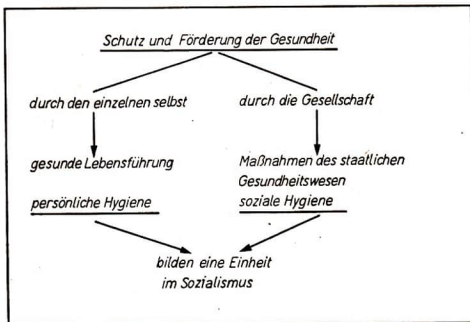 Schutz und Förderung der Gesundheit
durch den einzelnen selbst
durch die Gesellschaft
gesunde Lebensführung
persönliche Hygiene
Maßnahmen des staatlichen
Gesundheitswesen
soziale Hygiene
bilden eine Einheit
im Sozialismus